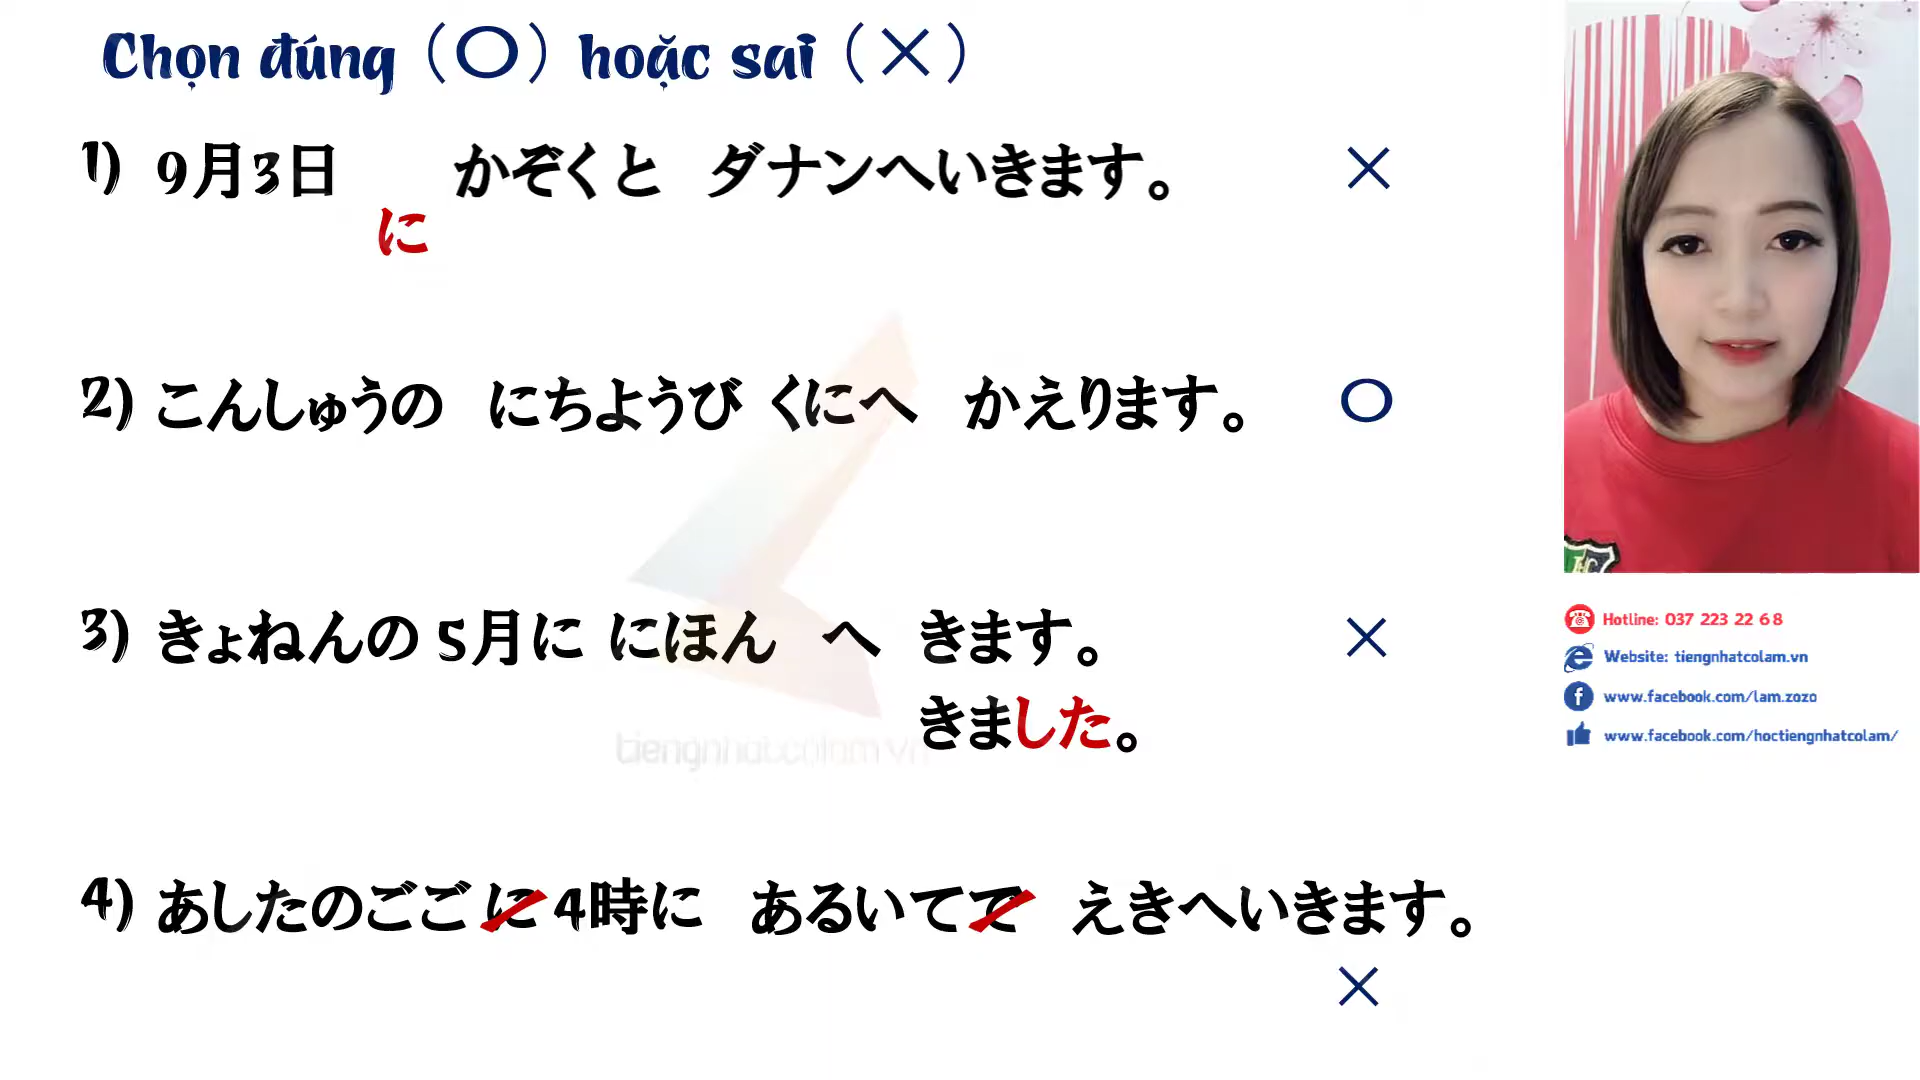 Chọn đúng (〇) hoặc sai (×)
1) 9月3日 かぞくと ダナンへいきます。 ×
に
2) こんしゅうの にちようび くにへ かえります。 〇
3) きょねんの 5月に にほん へ きます。 ×
きました。
4) あしたのごごに 4時に あるいてで えきへいきます。
×
tiengnhatcolam.vn
Hotline: 037 223 22 68
Website: tiengnhatcolam.vn
www.facebook.com/lam.zozo
www.facebook.com/hoctiengnhatcolam/